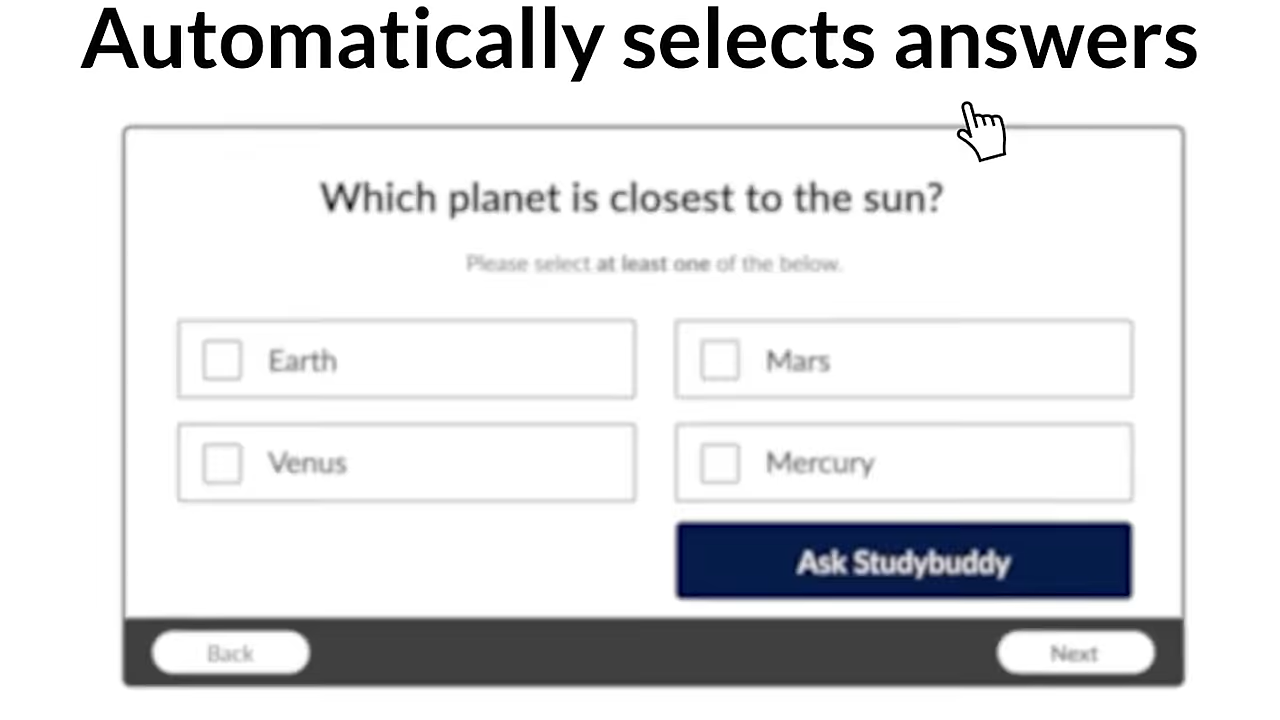 Automatically selects answers
Which planet is closest to the sun?
Please select at least one of the below.
Earth
Mars
Venus
Mercury
Ask Studybuddy
Back
Next